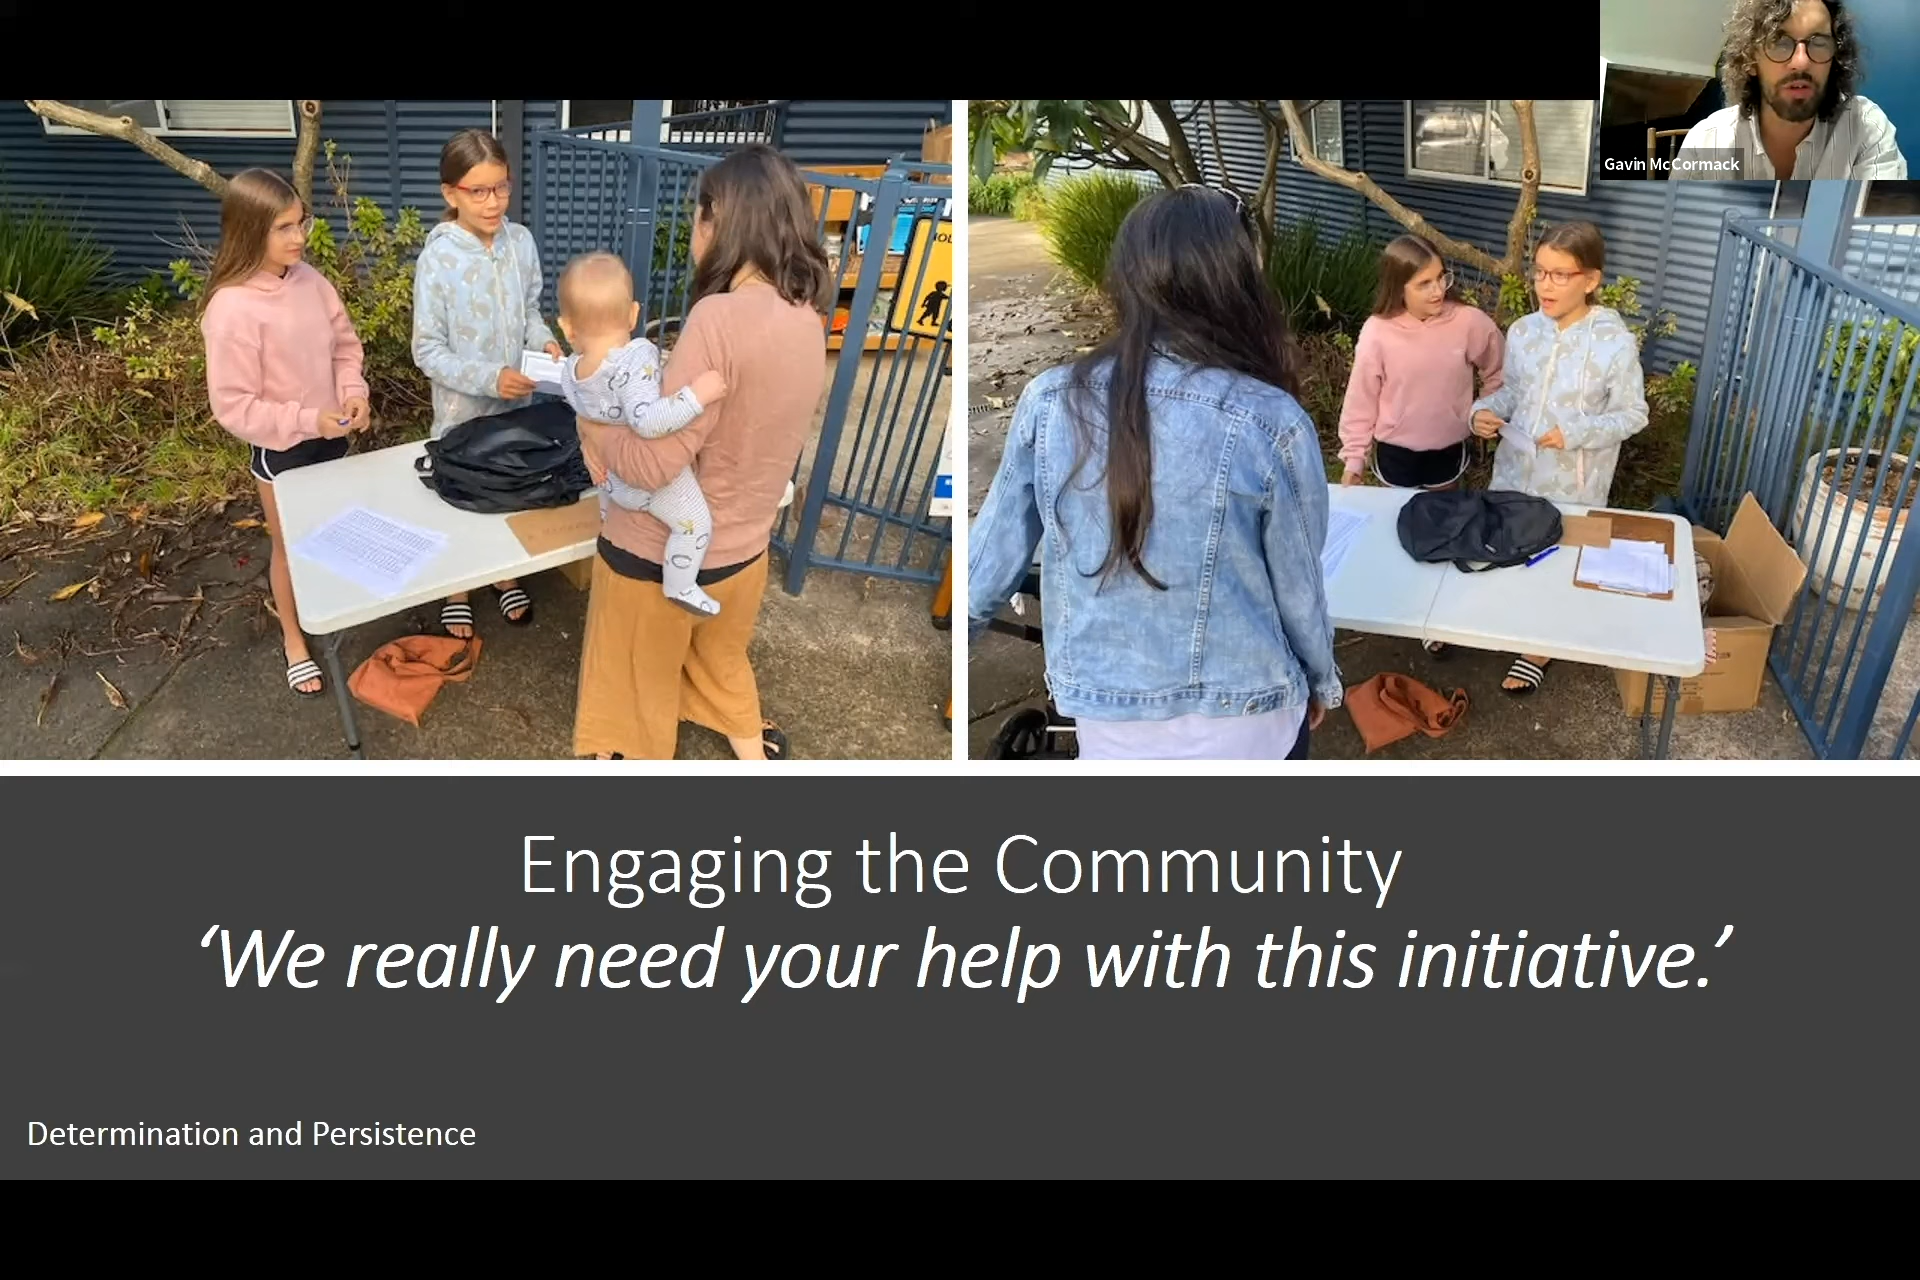 Gavin McCormack
Engaging the Community
‘We really need your help with this initiative.’
Determination and Persistence